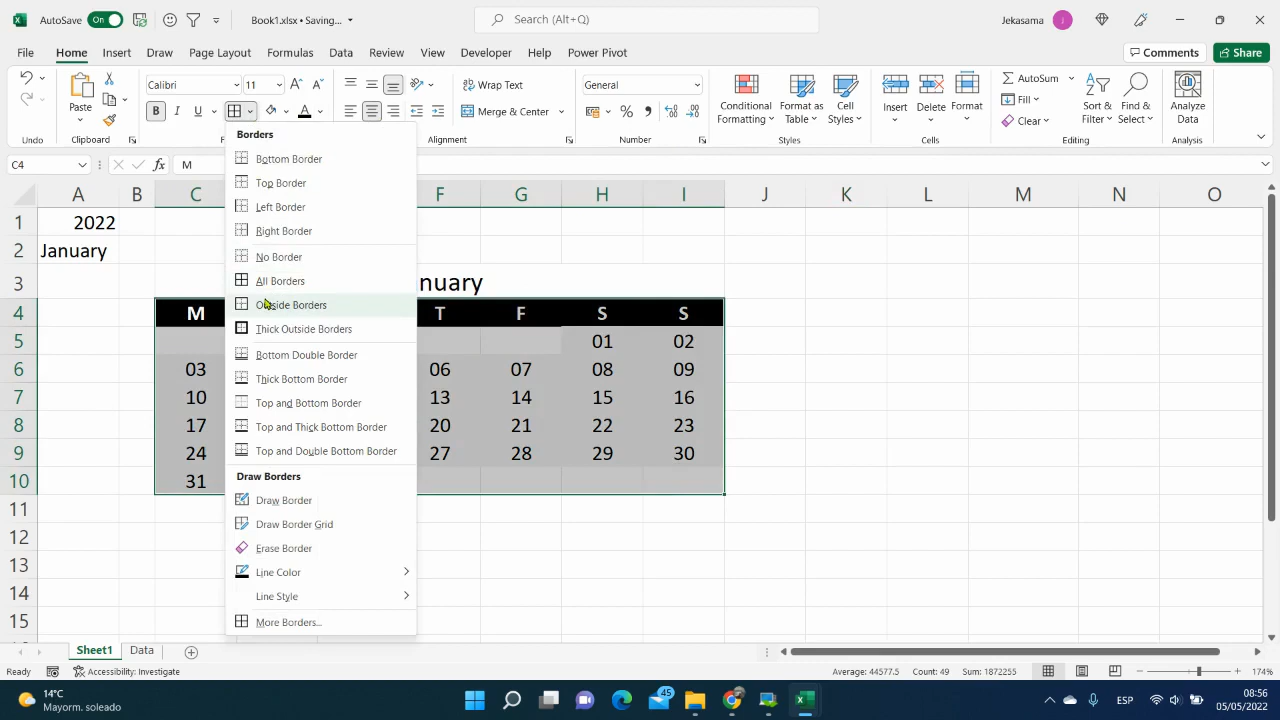 AutoSave On Book1.xlsx • Saving... Search (Alt+Q) Jekasama J
File Home Insert Draw Page Layout Formulas Data Review View Developer Help Power Pivot Comments Share
Calibri 11 Wrap Text General AutoSum
Paste Conditional Formatting Format as Table Cell Styles Insert Delete Format Fill Sort & Filter Find & Select Analyze Data
B I U A Merge & Center % Clear
Undo Clipboard Alignment Number Styles Cells Editing Analysis
C4 fx M
A B C F G H I J K L M N O
1 2022
2 January
3 nuary
4 M T F S S
5 01 02
6 03 06 07 08 09
7 10 13 14 15 16
8 17 20 21 22 23
9 24 27 28 29 30
10 31
11
12
13
14
15
Borders
Bottom Border
Top Border
Left Border
Right Border
No Border
All Borders
Outside Borders
Thick Outside Borders
Bottom Double Border
Thick Bottom Border
Top and Bottom Border
Top and Thick Bottom Border
Top and Double Bottom Border
Draw Borders
Draw Border
Draw Border Grid
Erase Border
Line Color
Line Style
More Borders...
Sheet1 Data
Ready Accessibility: Investigate Average: 44577.5 Count: 49 Sum: 1872255 174%
14°C 45 ESP 08:56
Mayorm. soleado 05/05/2022